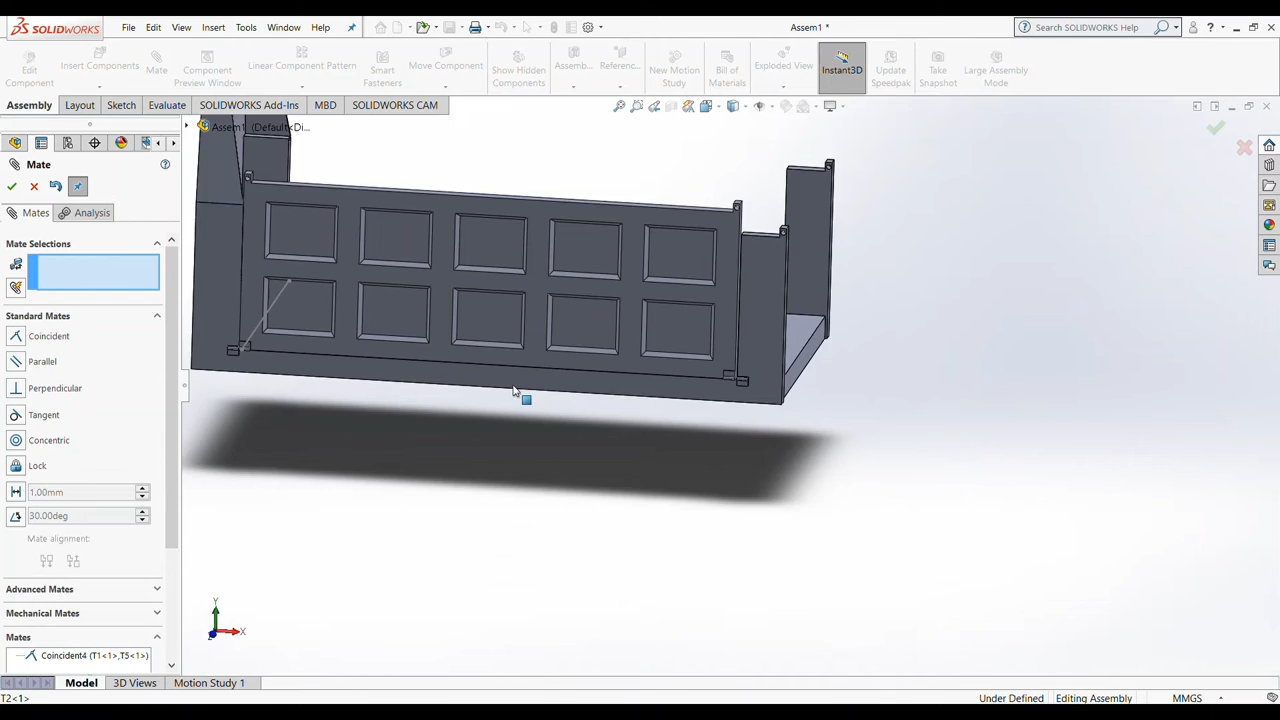 SOLIDWORKS File Edit View Insert Tools Window Help Assem1 * Search SOLIDWORKS Help ?
Edit Component Insert Components Mate Component Preview Window Linear Component Pattern Smart Fasteners Move Component Show Hidden Components Assemb... Referenc... New Motion Study Bill of Materials Exploded View Instant3D Update Speedpak Take Snapshot Large Assembly Mode
Assembly Layout Sketch Evaluate SOLIDWORKS Add-Ins MBD SOLIDWORKS CAM
Assem1 (Default<Di...
Mate
Mates Analysis
Mate Selections
Standard Mates
Coincident
Parallel
Perpendicular
Tangent
Concentric
Lock
1.00mm
30.00deg
Mate alignment:
Advanced Mates
Mechanical Mates
Mates
Coincident4 (T1<1>,T5<1>)
Y
X
Z
Model 3D Views Motion Study 1
T2<1> Under Defined Editing Assembly MMGS